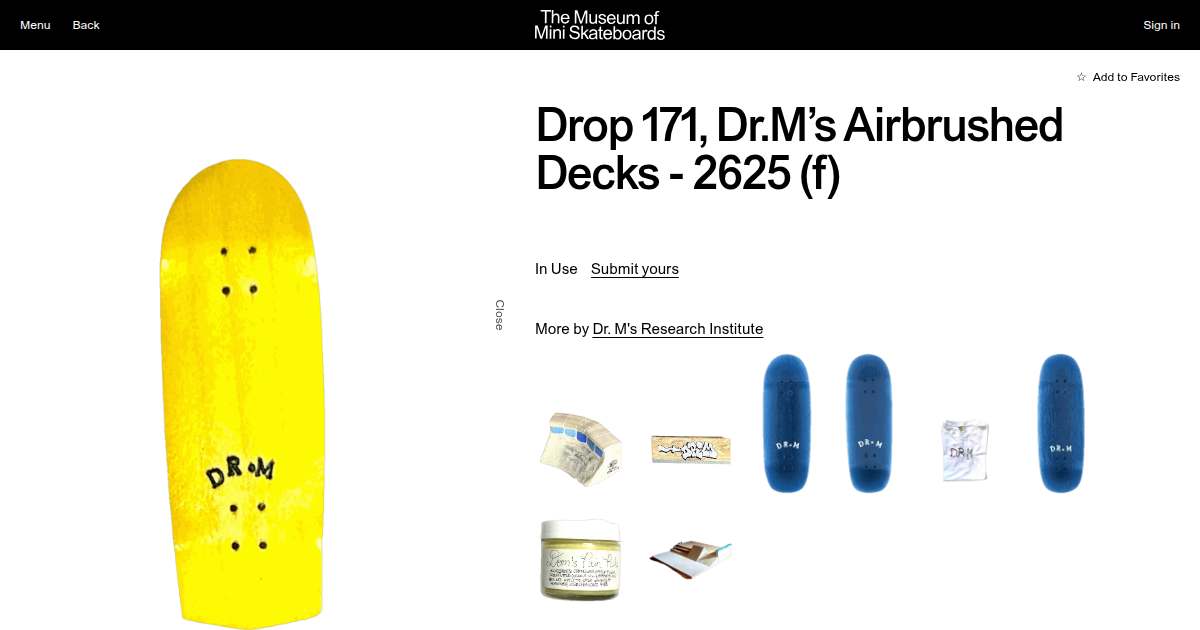 Menu
Back
The Museum of
Mini Skateboards
Sign in
☆ Add to Favorites
Drop 171, Dr.M’s Airbrushed
Decks - 2625 (f)
In Use
Submit yours
Close
More by Dr. M's Research Institute
DR•M
DR•M
DR•M
DR.M
DR•M